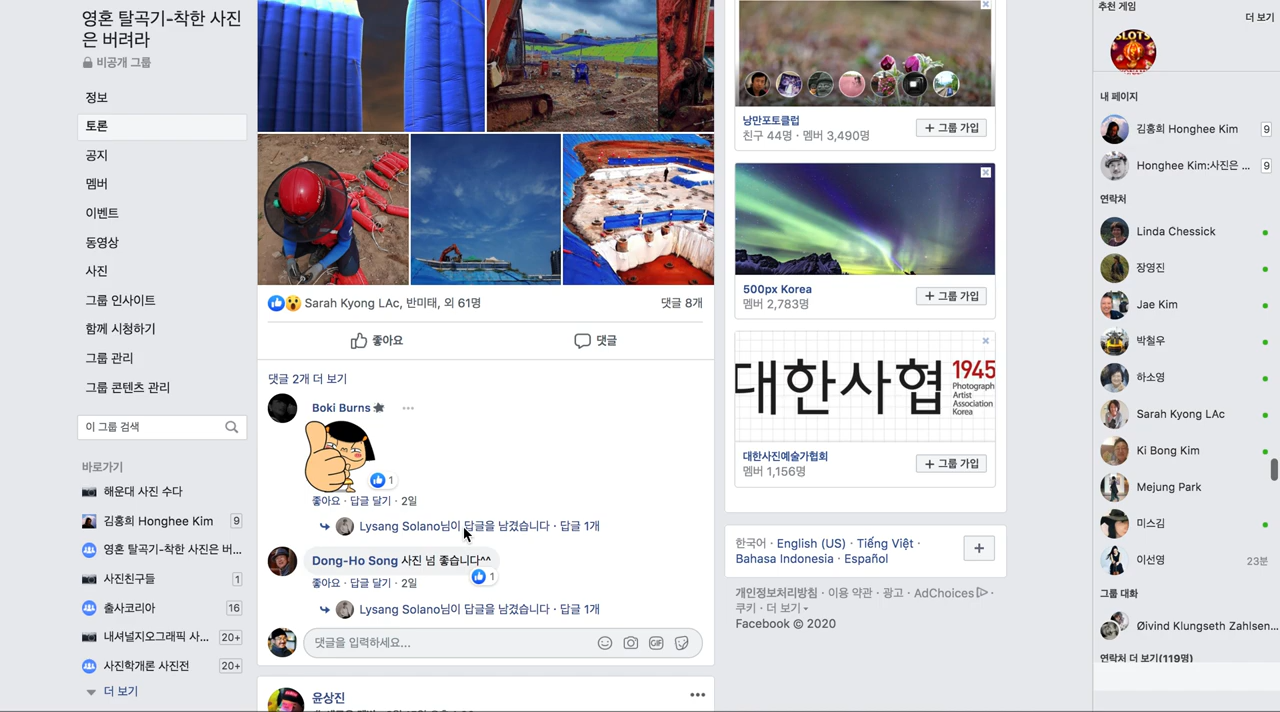 영혼 탈곡기-착한 사진
은 버려라
비공개 그룹
정보
토론
공지
멤버
이벤트
동영상
사진
그룹 인사이트
함께 시청하기
그룹 관리
그룹 콘텐츠 관리
이 그룹 검색
바로가기
해운대 사진 수다
김홍희 Honghee Kim 9
영혼 탈곡기-착한 사진은 버...
사진친구들 1
출사코리아 16
내셔널지오그래픽 사... 20+
사진학개론 사진전 20+
더 보기
Sarah Kyong LAc, 반미태, 외 61명
댓글 8개
좋아요
댓글
댓글 2개 더 보기
Boki Burns
1
좋아요 · 답글 달기 · 2일
Lysang Solano님이 답글을 남겼습니다 · 답글 1개
Dong-Ho Song 사진 넘 좋습니다^^
1
좋아요 · 답글 달기 · 2일
Lysang Solano님이 답글을 남겼습니다 · 답글 1개
댓글을 입력하세요...
GIF
윤상진
낭만포토클럽
친구 44명 · 멤버 3,490명
+ 그룹 가입
500px Korea
멤버 2,783명
+ 그룹 가입
대한사협
1945
Photograph
Artist
Association
Korea
대한사진예술가협회
멤버 1,156명
+ 그룹 가입
한국어 · English (US) · Tiếng Việt ·
Bahasa Indonesia · Español
개인정보처리방침 · 이용 약관 · 광고 · AdChoices ·
쿠키 · 더 보기
Facebook © 2020
추천 게임
더 보기
SLOTS
내 페이지
김홍희 Honghee Kim 9
Honghee Kim:사진은 ... 9
연락처
Linda Chessick
장영진
Jae Kim
박철우
하소영
Sarah Kyong LAc
Ki Bong Kim
Mejung Park
미스김
이선영 23분
그룹 대화
Øivind Klungseth Zahlsen...
연락처 더 보기(119명)